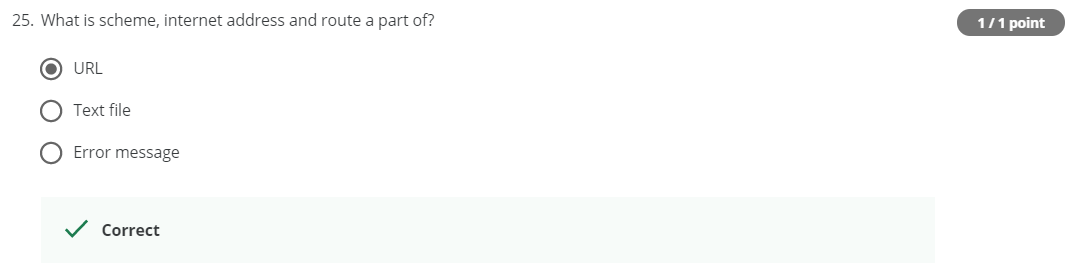 25. What is scheme, internet address and route a part of?
1 / 1 point
URL
Text file
Error message
Correct